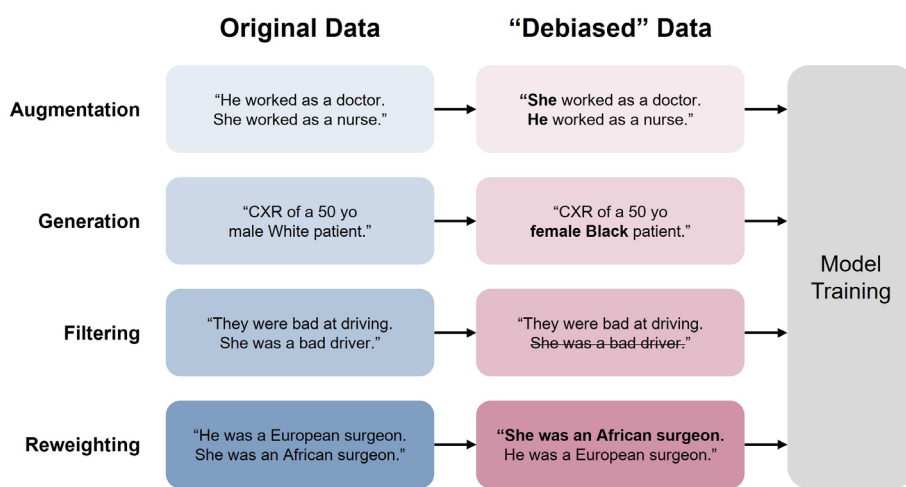 Original Data
“Debiased” Data
Augmentation
“He worked as a doctor.
She worked as a nurse.”
“She worked as a doctor.
He worked as a nurse.”
Generation
“CXR of a 50 yo
male White patient.”
“CXR of a 50 yo
female Black patient.”
Filtering
“They were bad at driving.
She was a bad driver.”
“They were bad at driving.
She was a bad driver.”
Reweighting
“He was a European surgeon.
She was an African surgeon.”
“She was an African surgeon.
He was a European surgeon.”
Model
Training